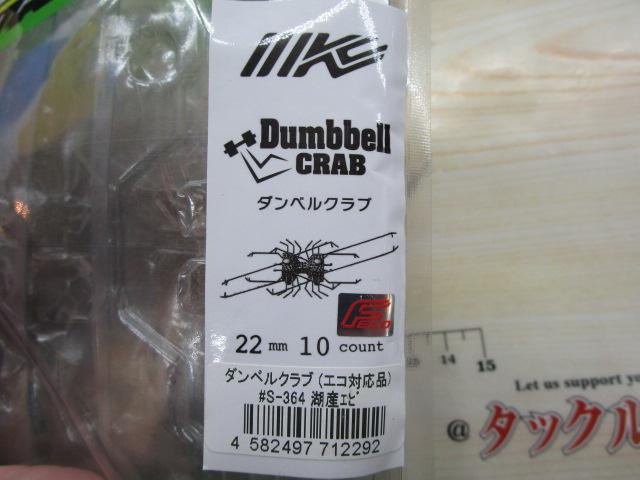 Dumbbell
CRAB
ダンベルクラブ
Feco
22 mm 10 count
ダンベルクラブ(エコ対応品)
#S-364 湖産エビ
4 582497 712292
14 15
Let us support yo
@ タックル